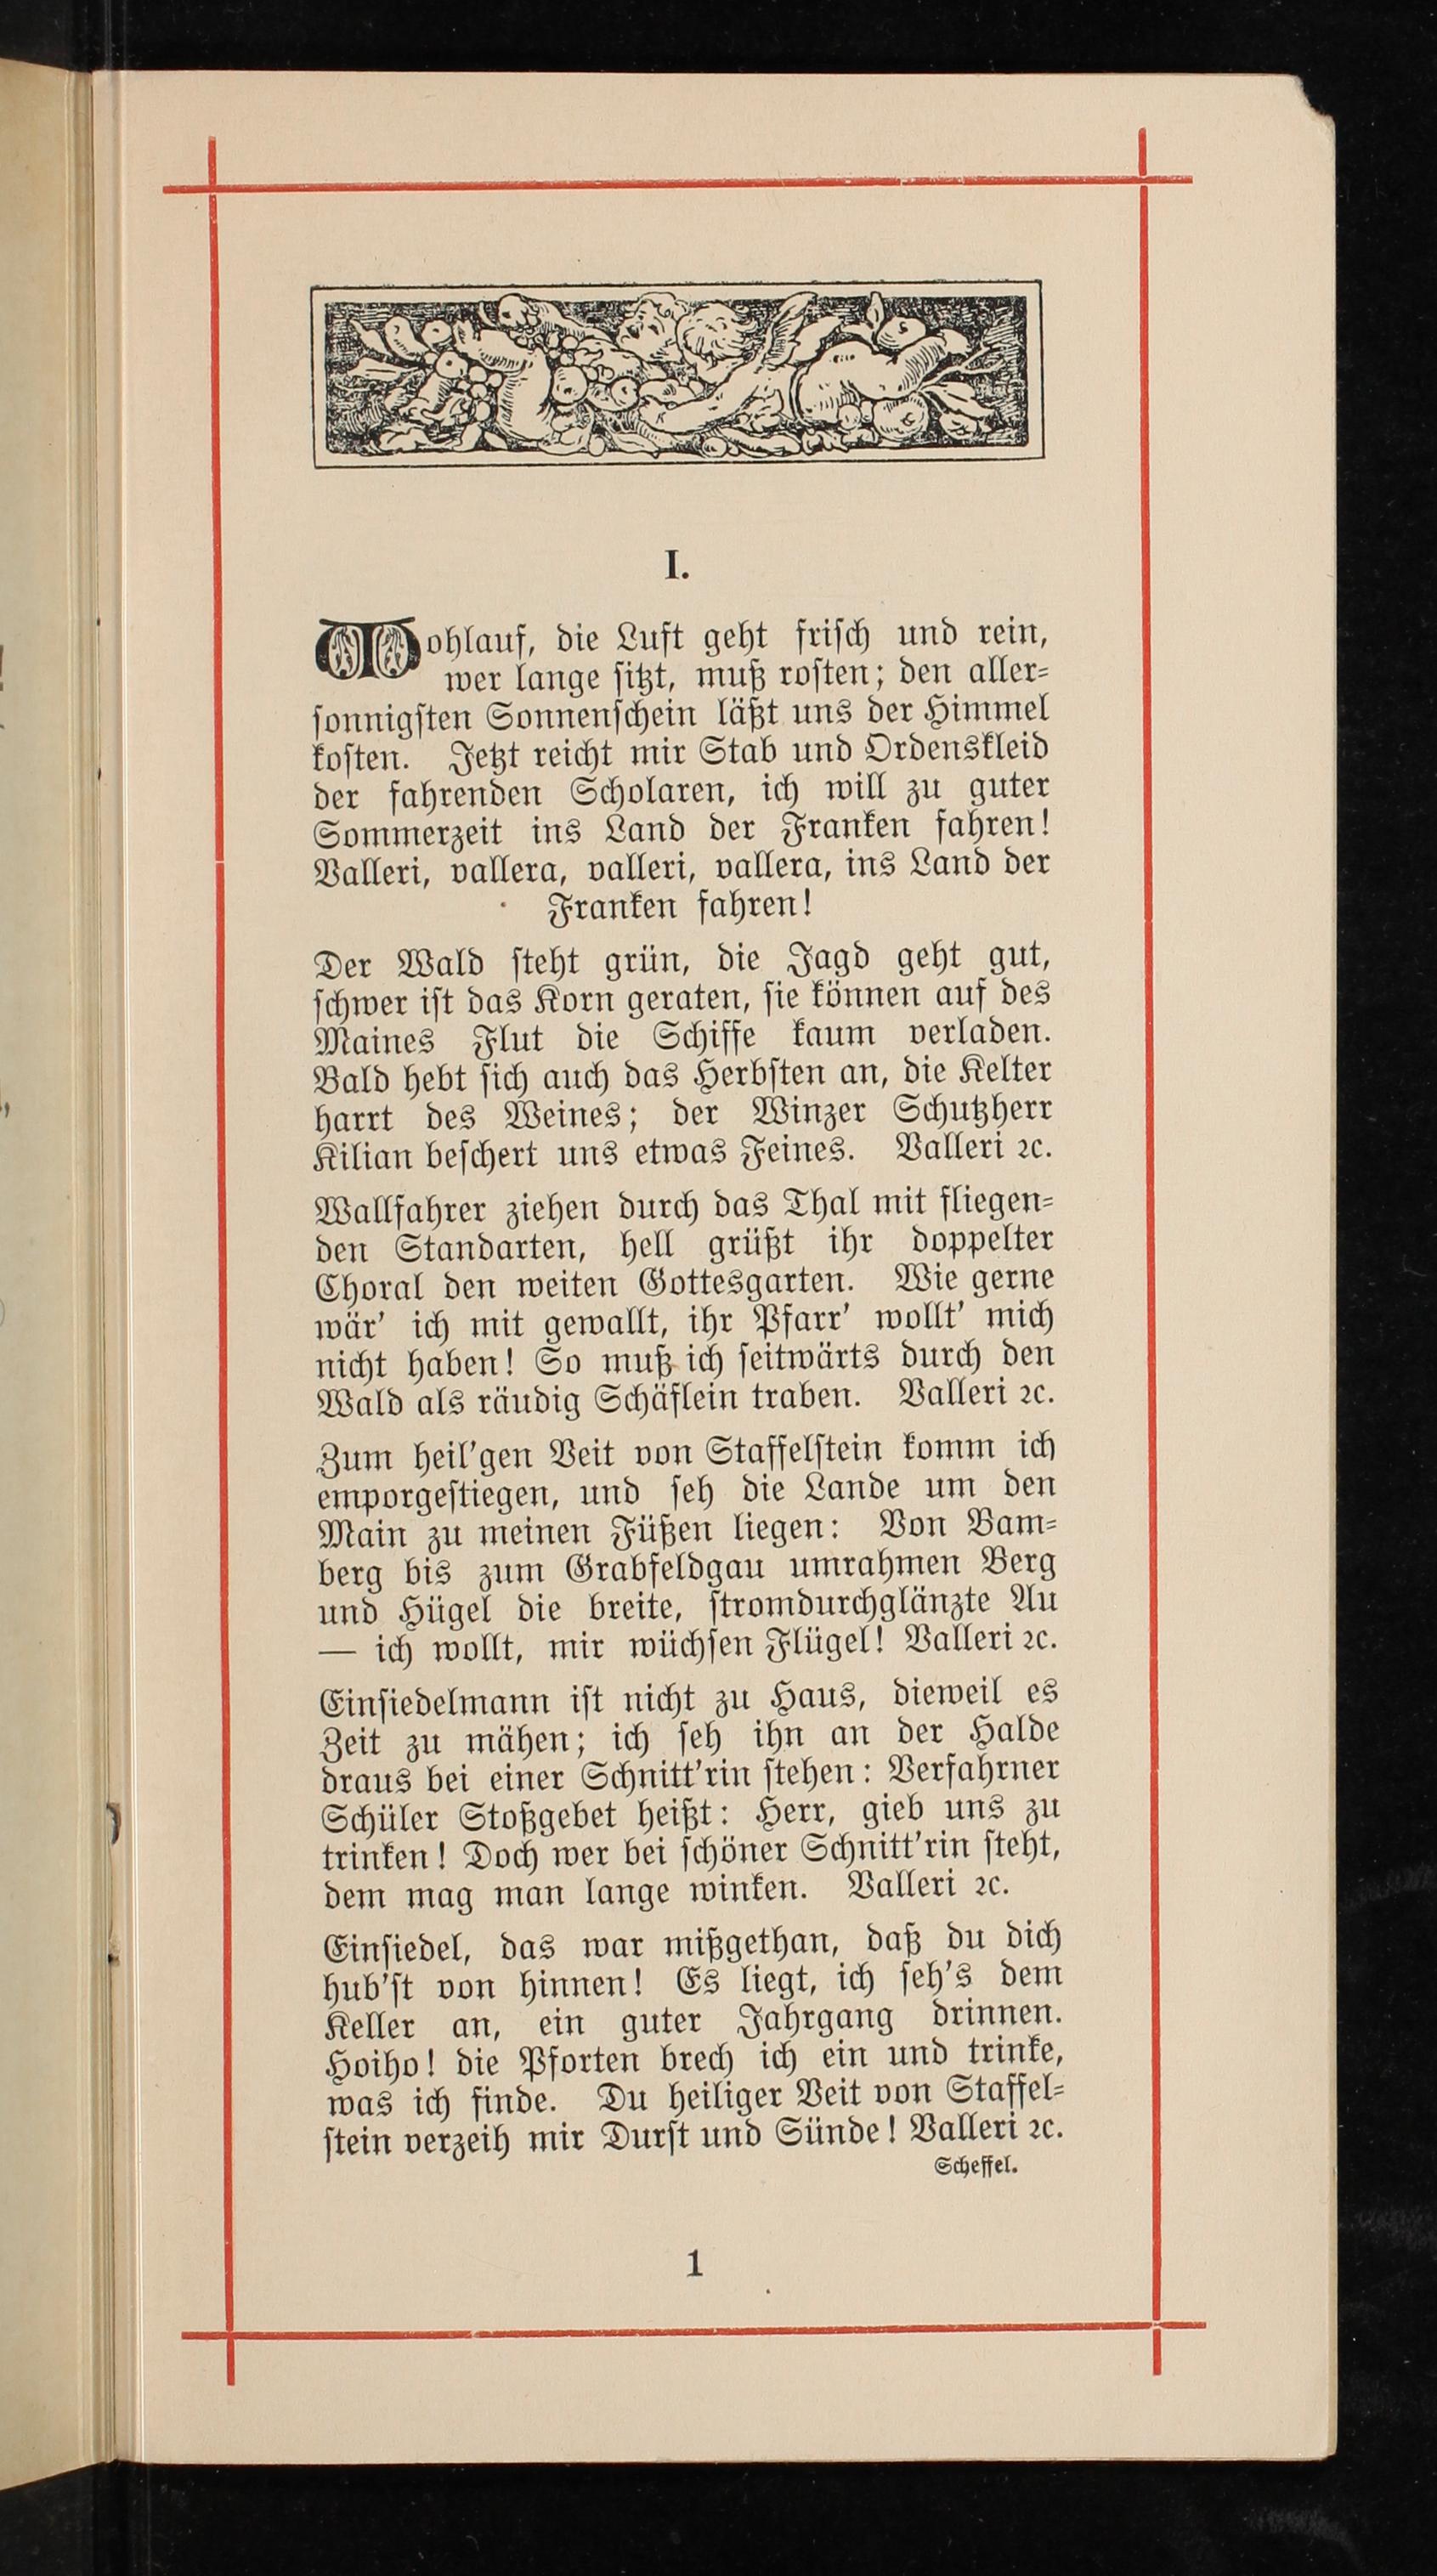 I.
Wohlauf, die Luft geht friſch und rein,
wer lange ſitzt, muß roſten; den aller⸗
ſonnigſten Sonnenſchein läßt uns der Himmel
koſten. Jetzt reicht mir Stab und Ordenskleid
der fahrenden Scholaren, ich will zu guter
Sommerzeit ins Land der Franken fahren!
Valleri, vallera, valleri, vallera, ins Land der
Franken fahren!
Der Wald ſteht grün, die Jagd geht gut,
ſchwer iſt das Korn geraten, ſie können auf des
Maines Flut die Schiffe kaum verladen.
Bald hebt ſich auch das Herbſten an, die Kelter
harrt des Weines; der Winzer Schutzherr
Kilian beſchert uns etwas Feines. Valleri ꝛc.
Wallfahrer ziehen durch das Thal mit fliegen⸗
den Standarten, hell grüßt ihr doppelter
Choral den weiten Gottesgarten. Wie gerne
wär’ ich mit gewallt, ihr Pfarr’ wollt’ mich
nicht haben! So muß ich ſeitwärts durch den
Wald als räudig Schäflein traben. Valleri ꝛc.
Zum heil’gen Veit von Staffelſtein komm ich
emporgeſtiegen, und ſeh die Lande um den
Main zu meinen Füßen liegen: Von Bam⸗
berg bis zum Grabfeldgau umrahmen Berg
und Hügel die breite, ſtromdurchglänzte Au
— ich wollt, mir wüchſen Flügel! Valleri ꝛc.
Einſiedelmann iſt nicht zu Haus, dieweil es
Zeit zu mähen; ich ſeh ihn an der Halde
draus bei einer Schnitt’rin ſtehen: Verfahrner
Schüler Stoßgebet heißt: Herr, gieb uns zu
trinken! Doch wer bei ſchöner Schnitt’rin ſteht,
dem mag man lange winken. Valleri ꝛc.
Einſiedel, das war mißgethan, daß du dich
hub’ſt von hinnen! Es liegt, ich ſeh’s dem
Keller an, ein guter Jahrgang drinnen.
Hoiho! die Pforten brech ich ein und trinke,
was ich finde. Du heiliger Veit von Staffel⸗
ſtein verzeih mir Durſt und Sünde! Valleri ꝛc.
Scheffel.
1